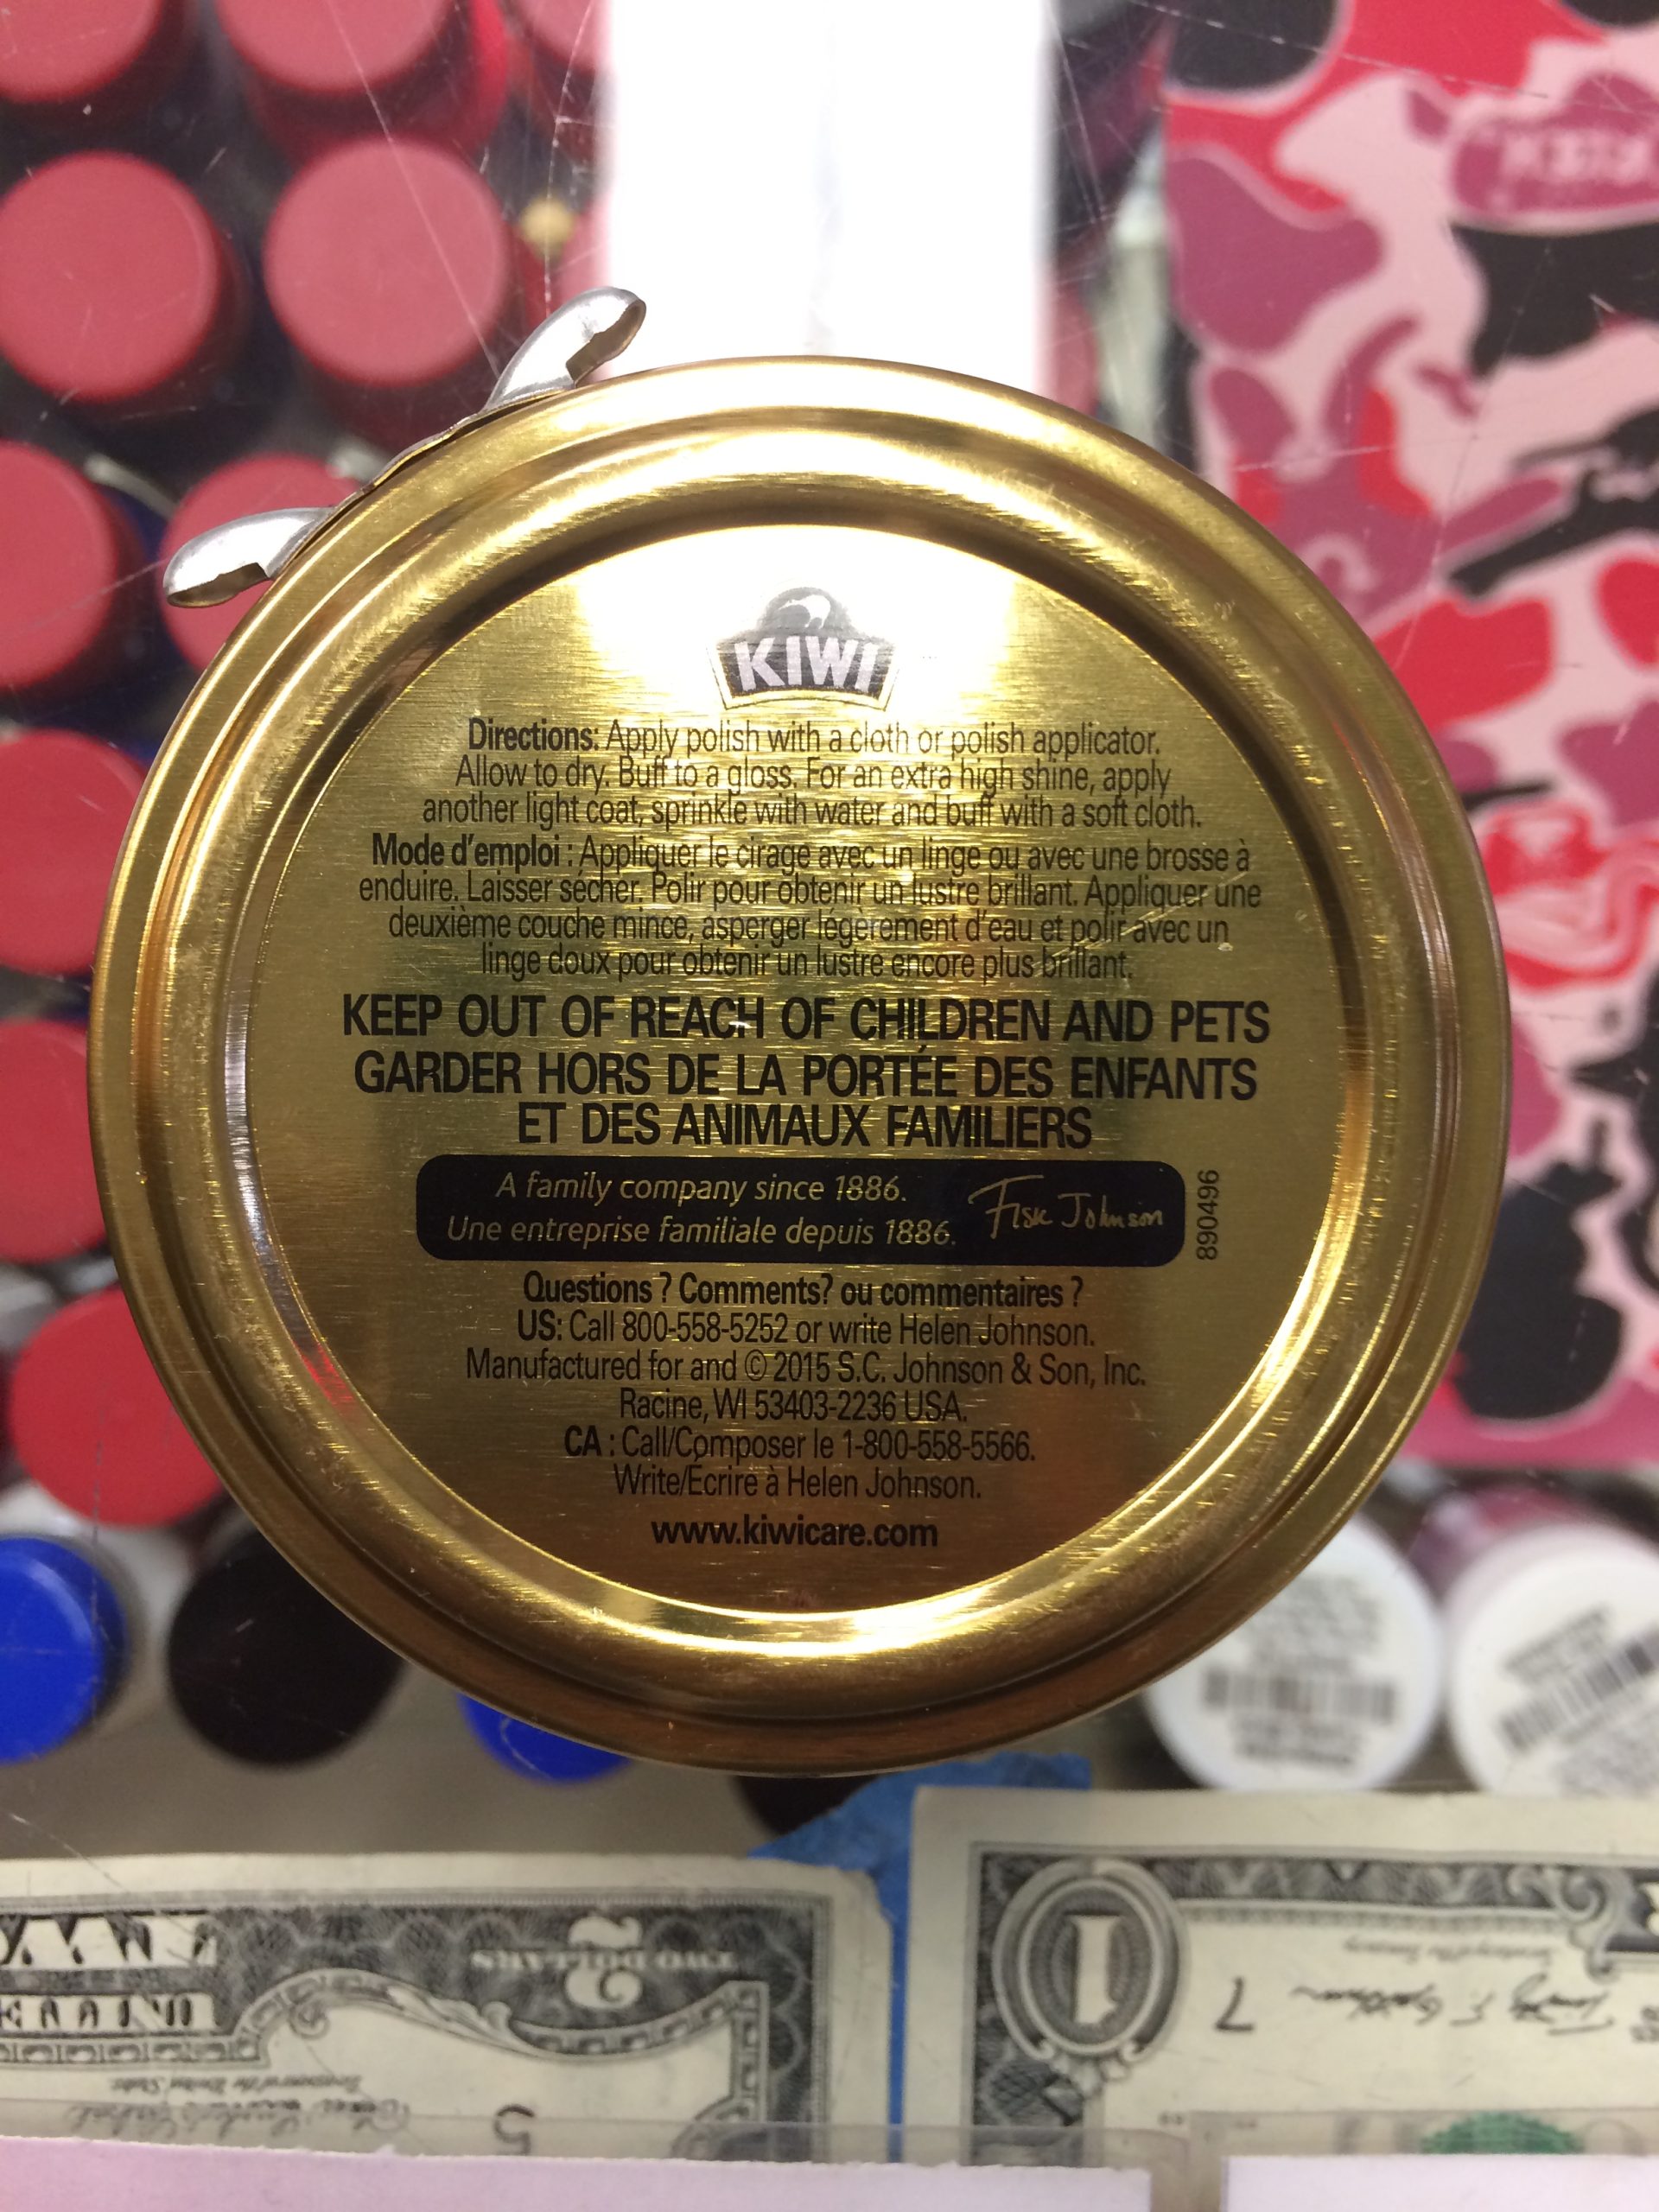 KIWI
Directions: Apply polish with a cloth or polish applicator.
Allow to dry. Buff to a gloss. For an extra high shine, apply
another light coat, sprinkle with water and buff with a soft cloth.
Mode d'emploi : Appliquer le cirage avec un linge ou avec une brosse à
enduire. Laisser sécher. Polir pour obtenir un lustre brillant. Appliquer une
deuxième couche mince, asperger légèrement d'eau et polir avec un
linge doux pour obtenir un lustre encore plus brillant.
KEEP OUT OF REACH OF CHILDREN AND PETS
GARDER HORS DE LA PORTÉE DES ENFANTS
ET DES ANIMAUX FAMILIERS
A family company since 1886.
Une entreprise familiale depuis 1886.
Fisk Johnson
890496
Questions ? Comments? ou commentaires ?
US: Call 800-558-5252 or write Helen Johnson.
Manufactured for and © 2015 S.C. Johnson & Son, Inc.
Racine, WI 53403-2236 USA.
CA : Call/Composer le 1-800-558-5566.
Write/Écrire à Helen Johnson.
www.kiwicare.com
2
TWO DOLLARS
5
1
7